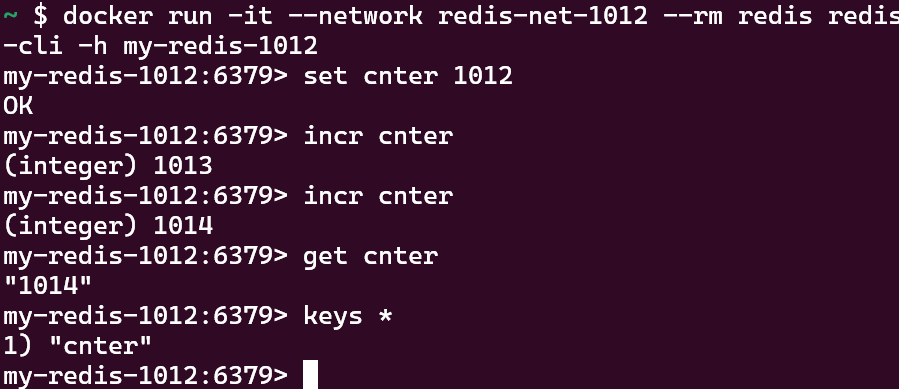 ~ $ docker run -it --network redis-net-1012 --rm redis redis
-cli -h my-redis-1012
my-redis-1012:6379> set cnter 1012
OK
my-redis-1012:6379> incr cnter
(integer) 1013
my-redis-1012:6379> incr cnter
(integer) 1014
my-redis-1012:6379> get cnter
"1014"
my-redis-1012:6379> keys *
1) "cnter"
my-redis-1012:6379>